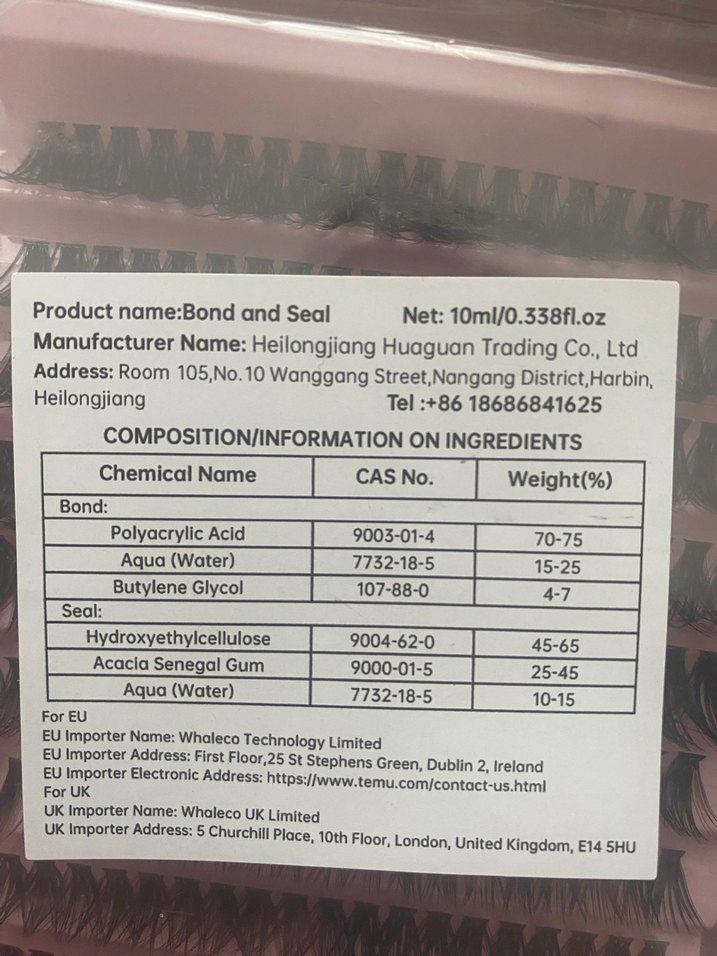 Product name:Bond and Seal Net: 10ml/0.338fl.oz
Manufacturer Name: Heilongjiang Huaguan Trading Co., Ltd
Address: Room 105,No.10 Wanggang Street,Nangang District,Harbin,
Heilongjiang Tel :+86 18686841625
COMPOSITION/INFORMATION ON INGREDIENTS
Chemical Name CAS No. Weight(%)
Bond:
Polyacrylic Acid 9003-01-4 70-75
Aqua (Water) 7732-18-5 15-25
Butylene Glycol 107-88-0 4-7
Seal:
Hydroxyethylcellulose 9004-62-0 45-65
Acacia Senegal Gum 9000-01-5 25-45
Aqua (Water) 7732-18-5 10-15
For EU
EU Importer Name: Whaleco Technology Limited
EU Importer Address: First Floor,25 St Stephens Green, Dublin 2, Ireland
EU Importer Electronic Address: https://www.temu.com/contact-us.html
For UK
UK Importer Name: Whaleco UK Limited
UK Importer Address: 5 Churchill Place, 10th Floor, London, United Kingdom, E14 5HU